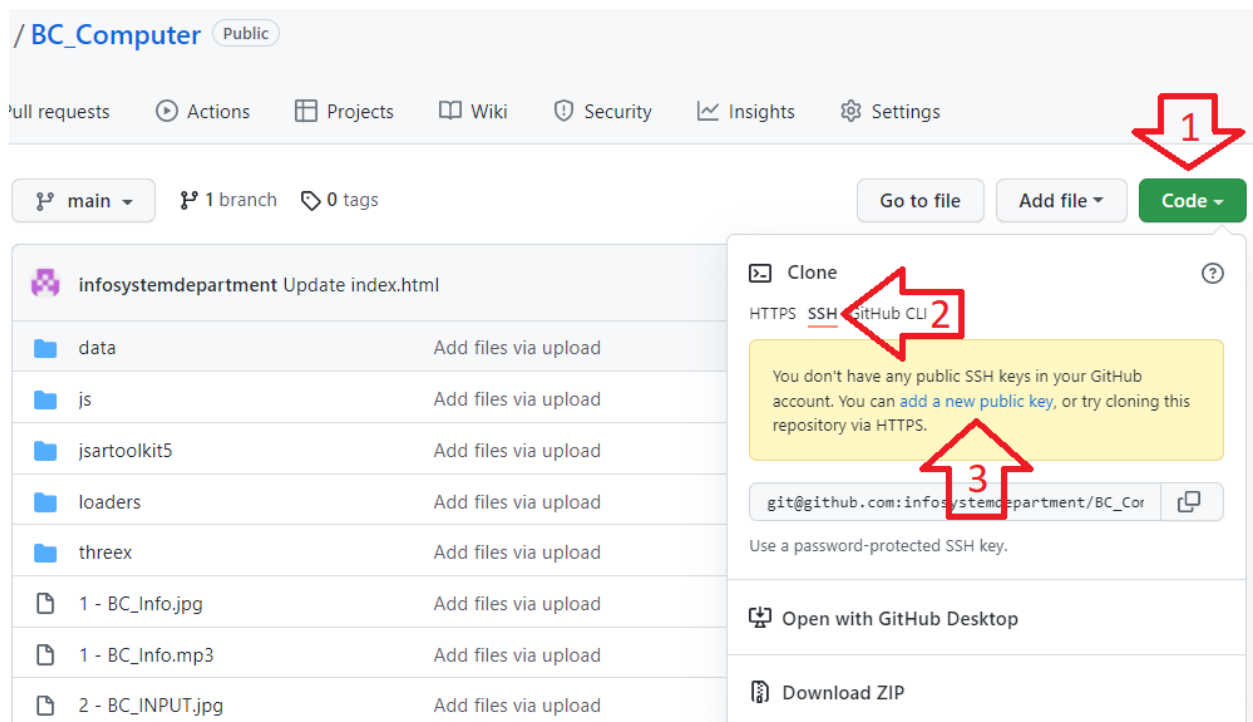 / BC_Computer Public
Pull requests Actions Projects Wiki Security Insights Settings
1
main 1 branch 0 tags Go to file Add file Code
infosystemdepartment Update index.html
Clone
HTTPS SSH GitHub CLI 2
data Add files via upload
You don't have any public SSH keys in your GitHub
account. You can add a new public key, or try cloning this
repository via HTTPS.
js Add files via upload
jsartoolkit5 Add files via upload
3
loaders Add files via upload
git@github.com:infosystemdepartment/BC_Cor
threex Add files via upload
Use a password-protected SSH key.
1 - BC_Info.jpg Add files via upload
Open with GitHub Desktop
1 - BC_Info.mp3 Add files via upload
2 - BC_INPUT.jpg Add files via upload
Download ZIP